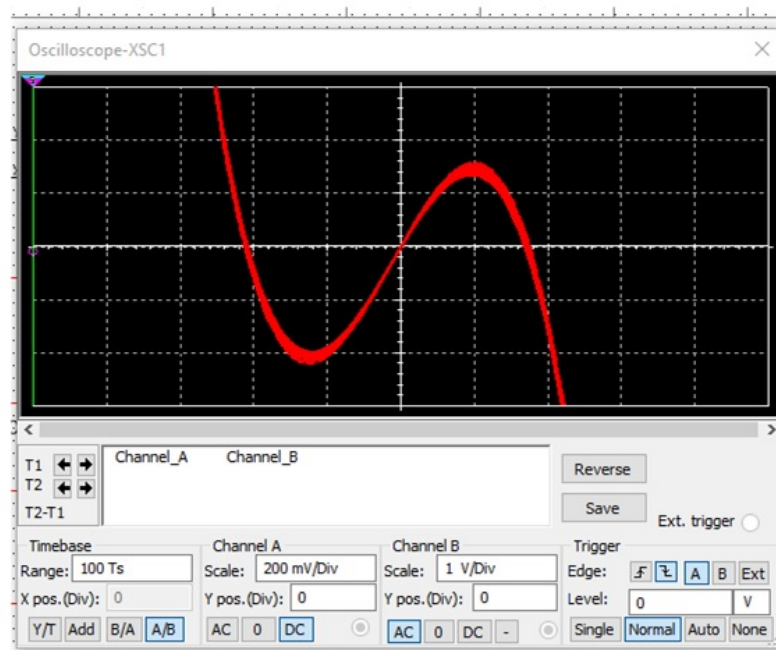 Oscilloscope-XSC1
T1
T2
T2-T1
Channel_A Channel_B
Reverse
Save
Ext. trigger
Timebase
Range: 100 Ts
X pos.(Div): 0
Y/T Add B/A A/B
Channel A
Scale: 200 mV/Div
Y pos.(Div): 0
AC 0 DC
Channel B
Scale: 1 V/Div
Y pos.(Div): 0
AC 0 DC -
Trigger
Edge: A B Ext
Level: 0 V
Single Normal Auto None